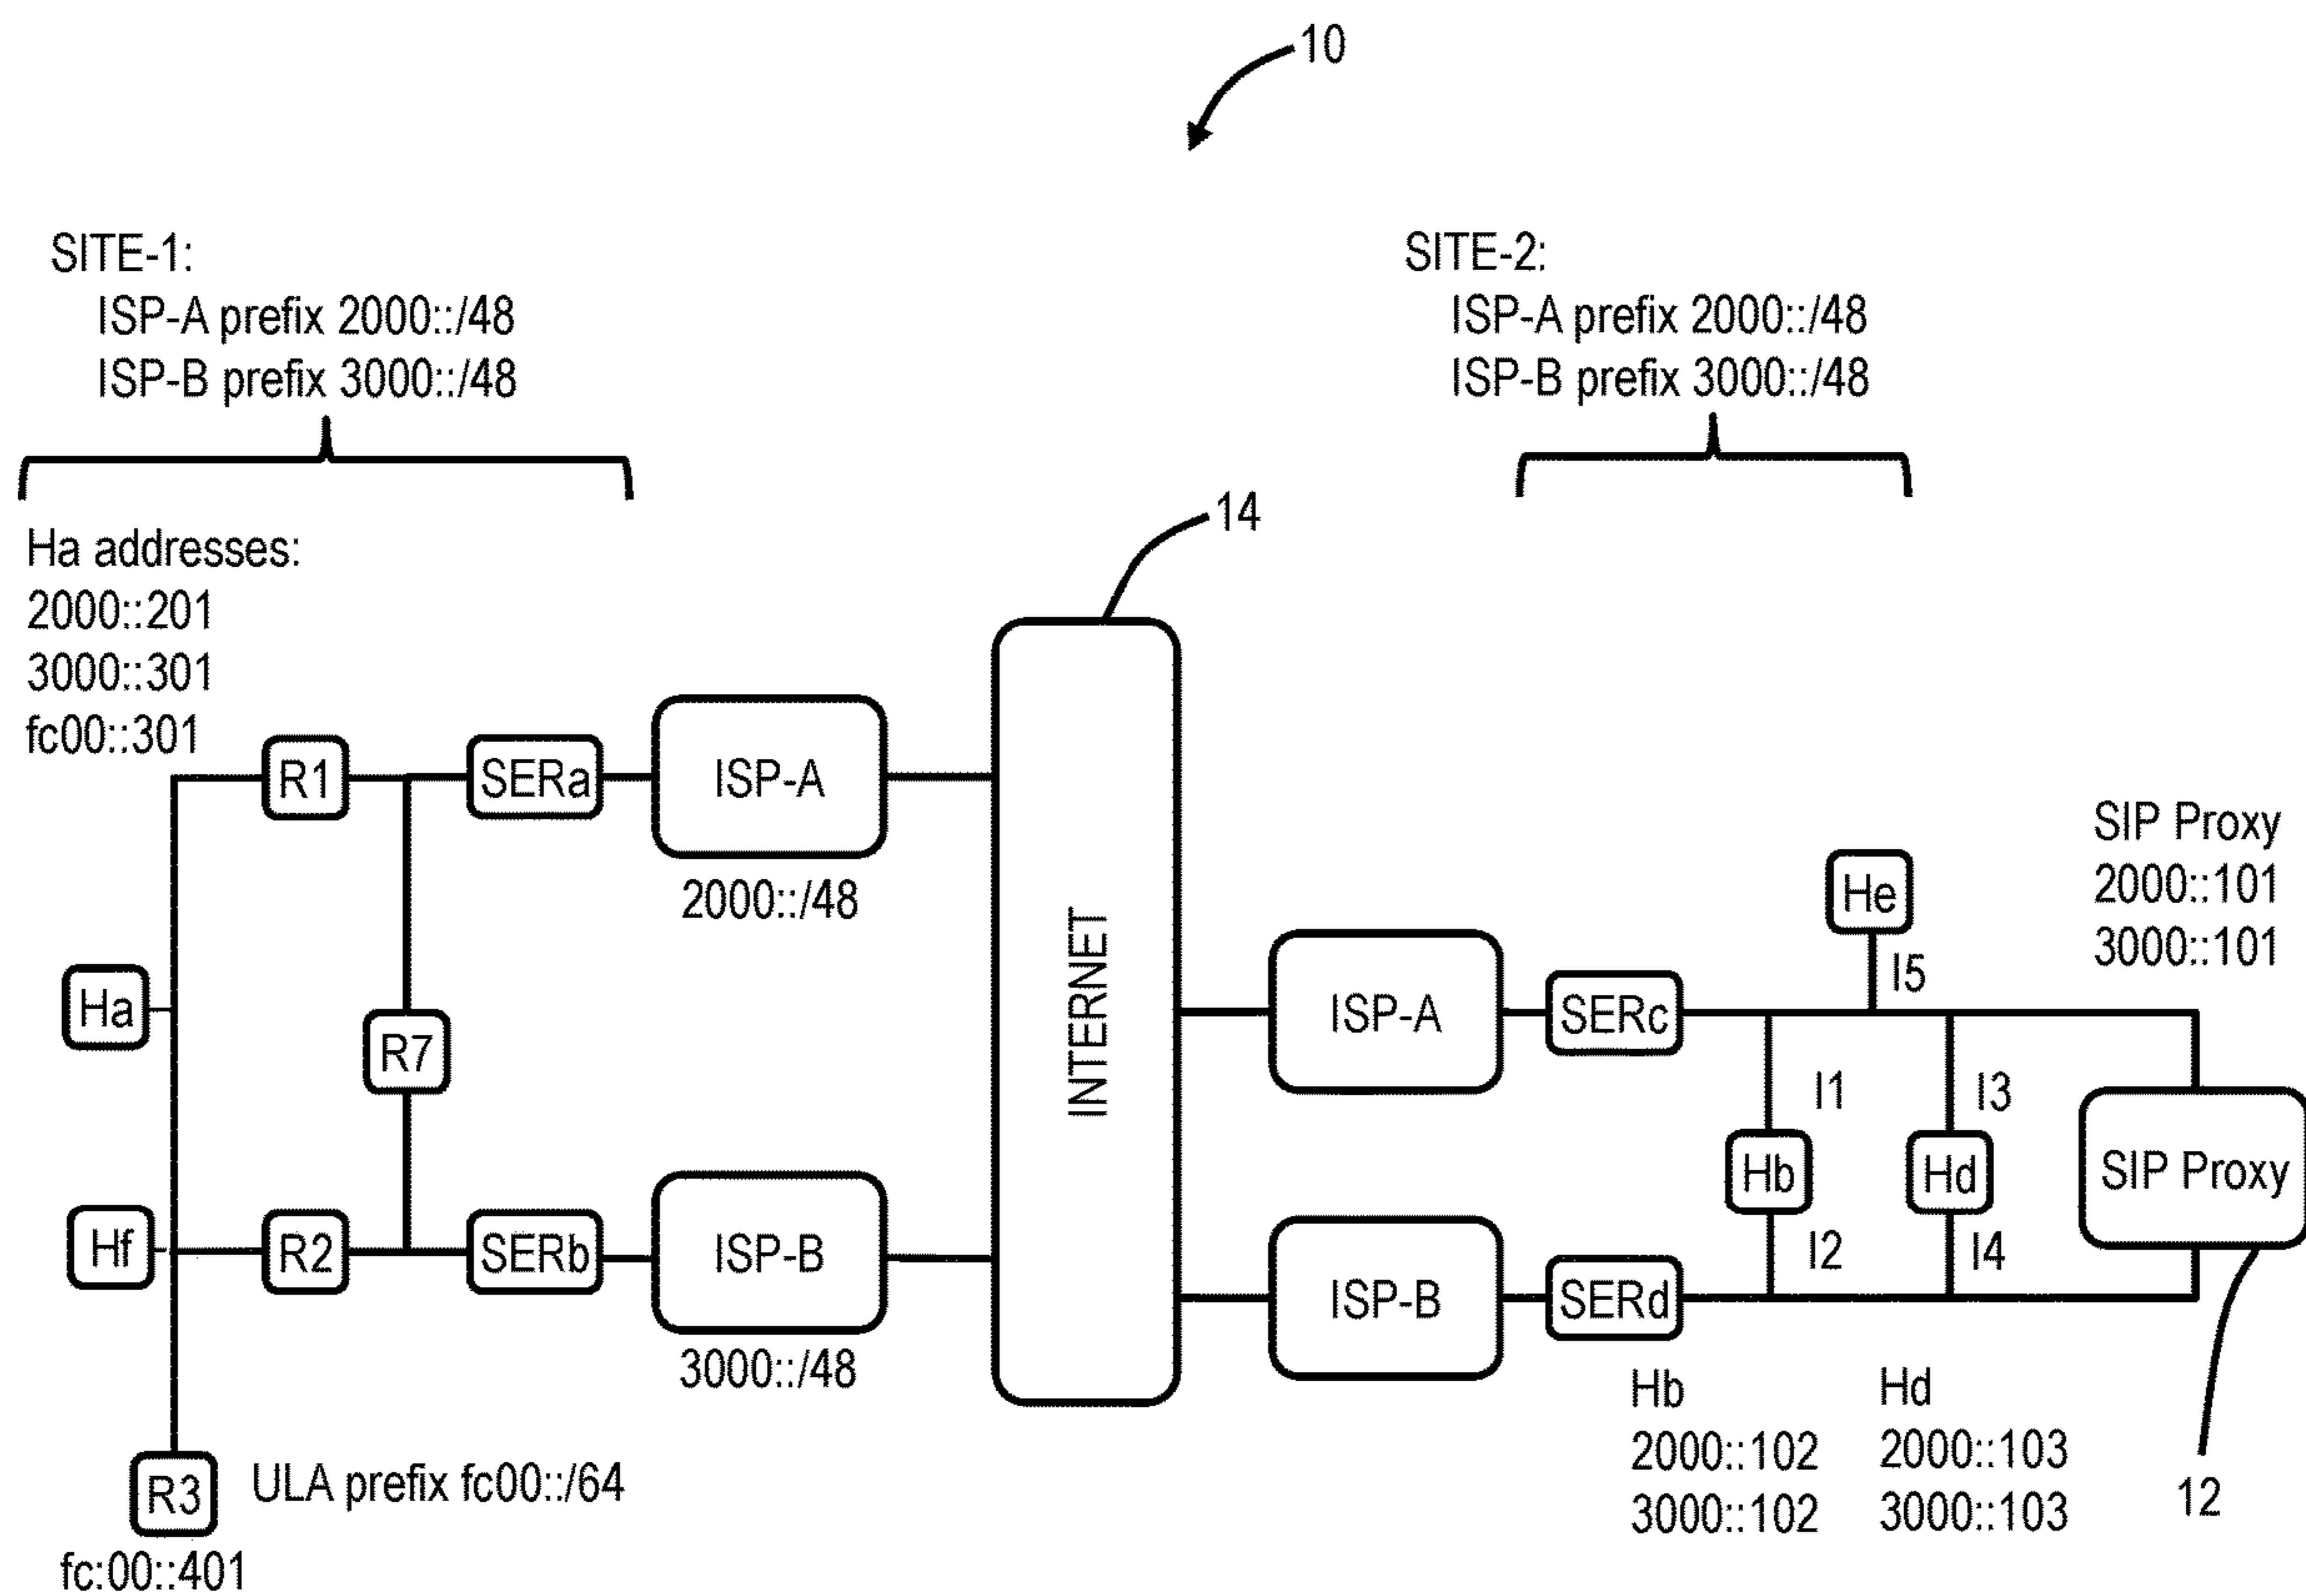 10
SITE-1:
ISP-A prefix 2000::/48
ISP-B prefix 3000::/48
SITE-2:
ISP-A prefix 2000::/48
ISP-B prefix 3000::/48
14
Ha addresses:
2000::201
3000::301
fc00::301
R1
SERa
ISP-A
2000::/48
Ha
R7
Hf
R2
SERb
ISP-B
3000::/48
R3
ULA prefix fc00::/64
fc:00::401
INTERNET
ISP-A
SERc
He
I5
SIP Proxy
2000::101
3000::101
I1
I3
Hb
Hd
SIP Proxy
I2
I4
ISP-B
SERd
Hb
2000::102
3000::102
Hd
2000::103
3000::103
12